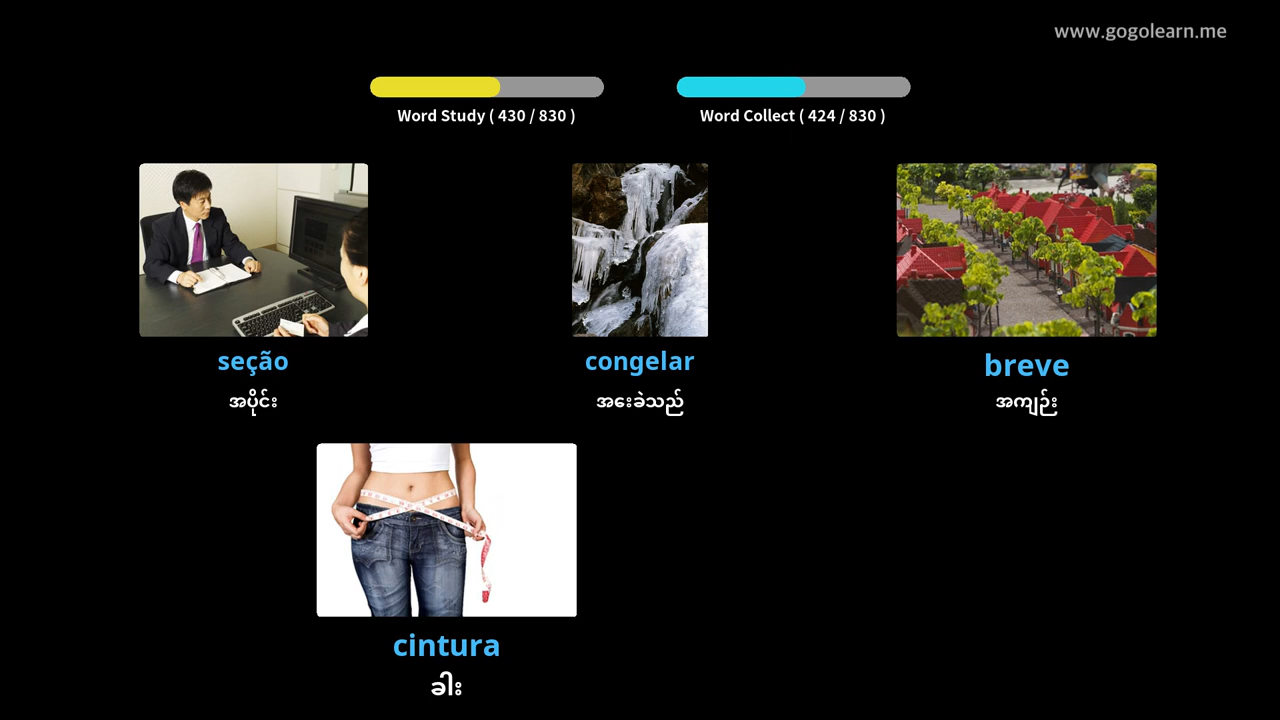 www.gogolearn.me
Word Study ( 430 / 830 )
Word Collect ( 424 / 830 )
seção
congelar
breve
အပိုင်း
အေးခဲသည်
အကျဉ်း
cintura
ခါး